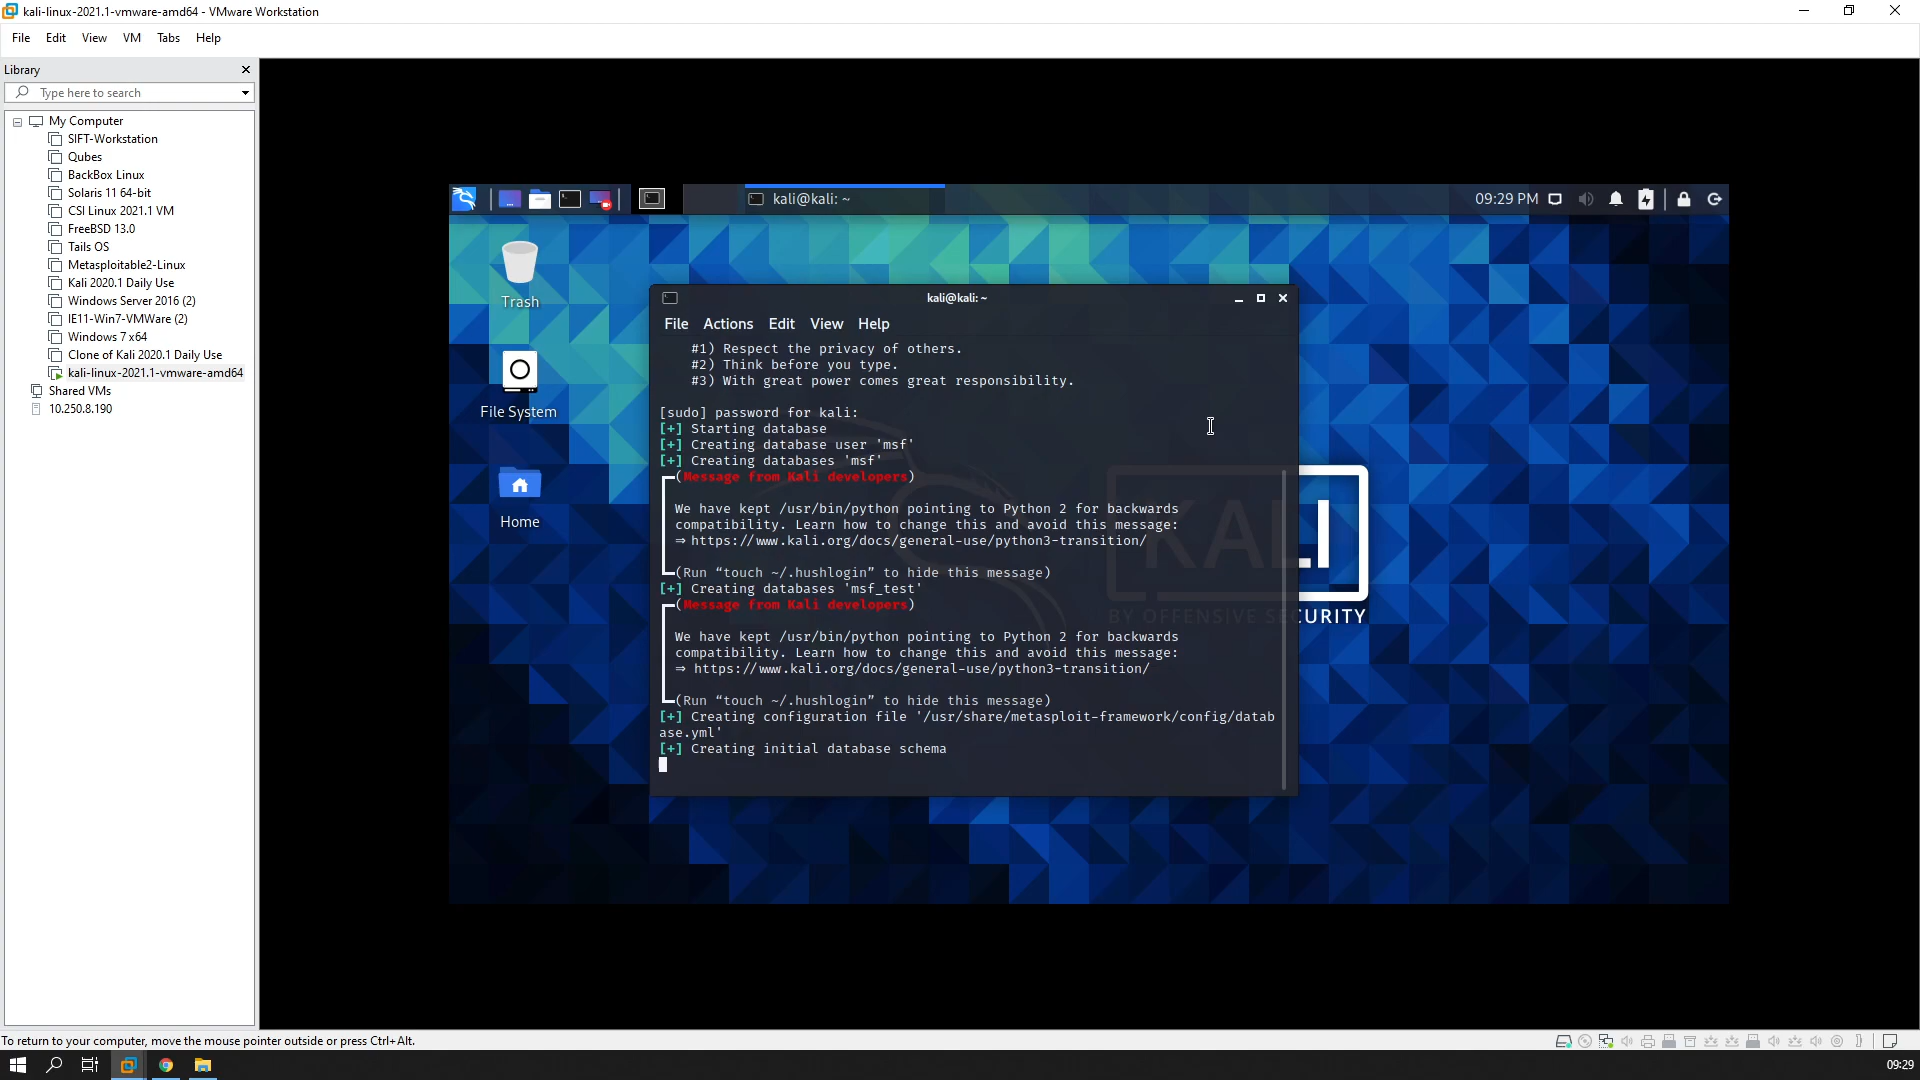 kali-linux-2021.1-vmware-amd64 - VMware Workstation
File Edit View VM Tabs Help
Library
Type here to search
My Computer
SIFT-Workstation
Qubes
BackBox Linux
Solaris 11 64-bit
CSI Linux 2021.1 VM
FreeBSD 13.0
Tails OS
Metasploitable2-Linux
Kali 2020.1 Daily Use
Windows Server 2016 (2)
IE11-Win7-VMWare (2)
Windows 7 x64
Clone of Kali 2020.1 Daily Use
kali-linux-2021.1-vmware-amd64
Shared VMs
10.250.8.190
kali@kali: ~
09:29 PM
Trash
File System
Home
kali@kali: ~
File Actions Edit View Help
#1) Respect the privacy of others.
#2) Think before you type.
#3) With great power comes great responsibility.
[sudo] password for kali:
[+] Starting database
[+] Creating database user 'msf'
[+] Creating databases 'msf'
(Message from Kali developers)
We have kept /usr/bin/python pointing to Python 2 for backwards
compatibility. Learn how to change this and avoid this message:
⇒ https://www.kali.org/docs/general-use/python3-transition/
(Run “touch ~/.hushlogin” to hide this message)
[+] Creating databases 'msf_test'
(Message from Kali developers)
We have kept /usr/bin/python pointing to Python 2 for backwards
compatibility. Learn how to change this and avoid this message:
⇒ https://www.kali.org/docs/general-use/python3-transition/
(Run “touch ~/.hushlogin” to hide this message)
[+] Creating configuration file '/usr/share/metasploit-framework/config/datab
ase.yml'
[+] Creating initial database schema
KALI
BY OFFENSIVE SECURITY
To return to your computer, move the mouse pointer outside or press Ctrl+Alt.
09:29